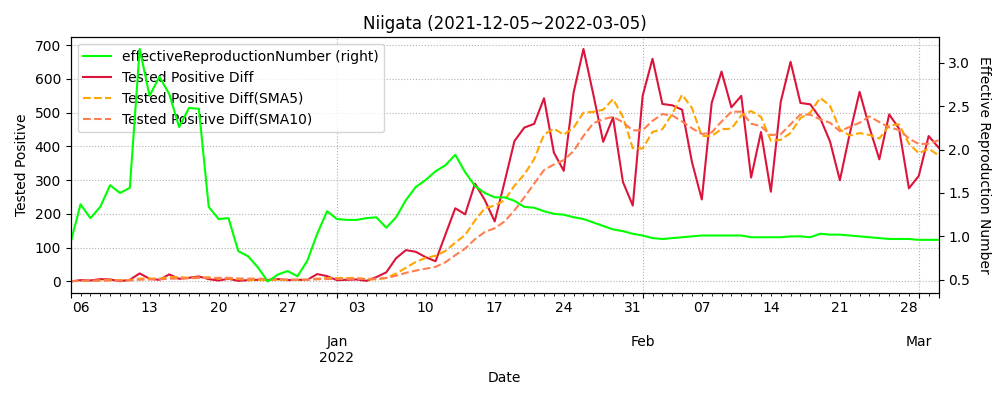 Niigata (2021-12-05~2022-03-05)
effectiveReproductionNumber (right)
Tested Positive Diff
Tested Positive Diff(SMA5)
Tested Positive Diff(SMA10)
Tested Positive
700
600
500
400
300
200
100
0
3.0
2.5
2.0
1.5
1.0
0.5
Effective Reproduction Number
06 13 20 27 03 10 17 24 31 07 14 21 28
Jan Feb Mar
2022
Date